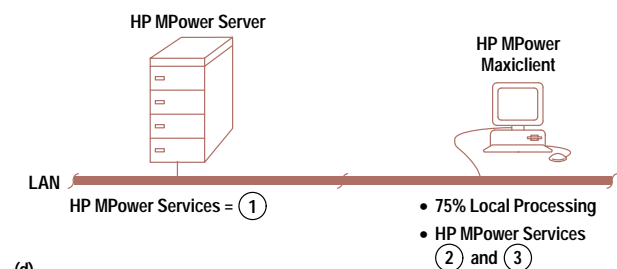 HP MPower Server
HP MPower
Maxiclient
LAN
HP MPower Services = 1
• 75% Local Processing
• HP MPower Services
2 and 3
(d)